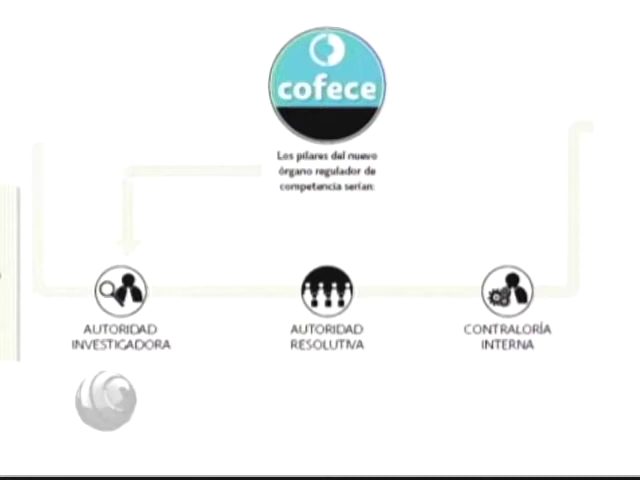 cofece
Los pilares del nuevo
órgano regulador de
competencia serían:
AUTORIDAD
INVESTIGADORA
AUTORIDAD
RESOLUTIVA
CONTRALORÍA
INTERNA